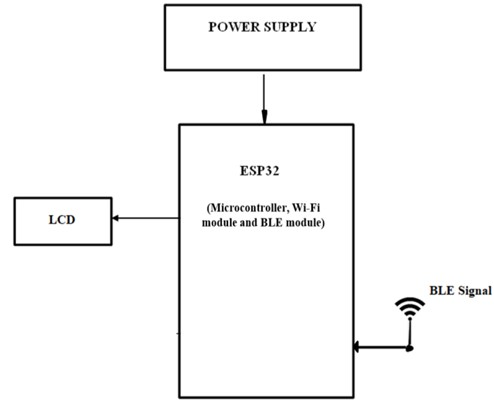 POWER SUPPLY
ESP32
(Microcontroller, Wi-Fi
module and BLE module)
LCD
BLE Signal